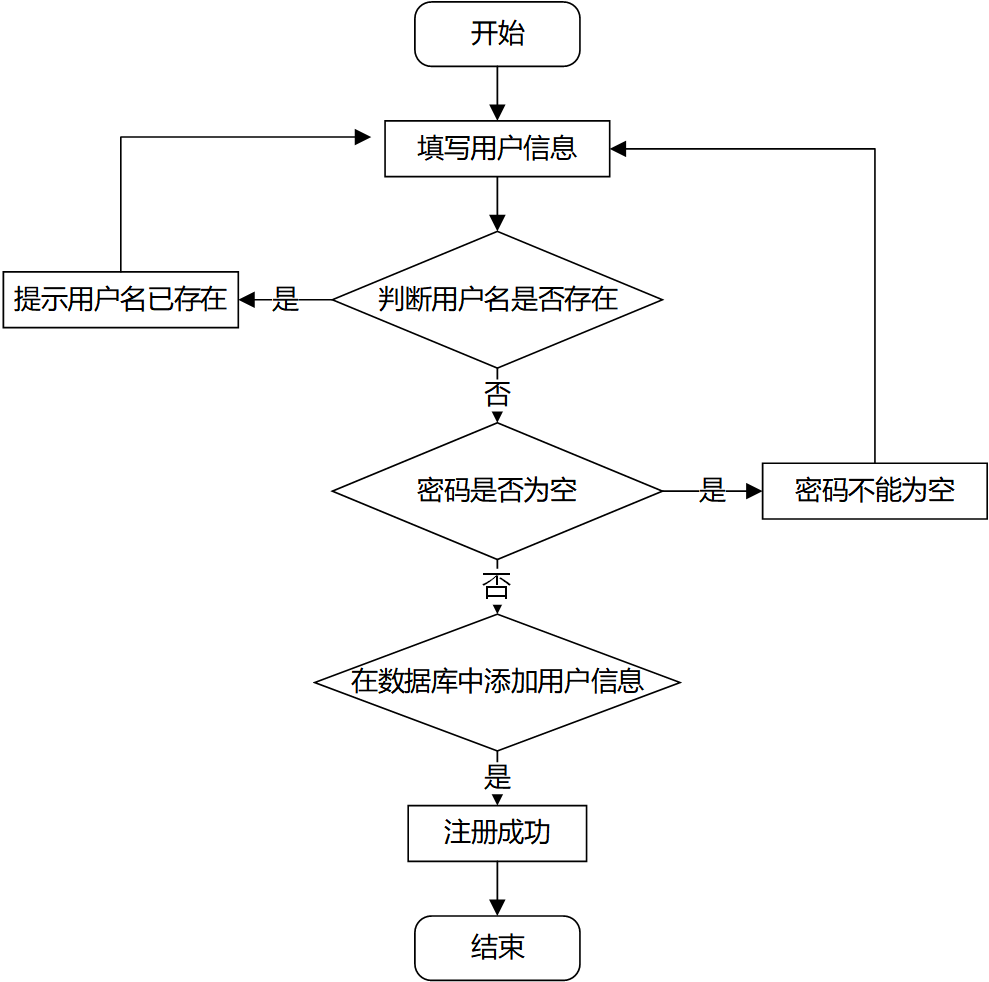 开始
填写用户信息
提示用户名已存在
是
判断用户名是否存在
否
密码是否为空
是
密码不能为空
否
在数据库中添加用户信息
是
注册成功
结束